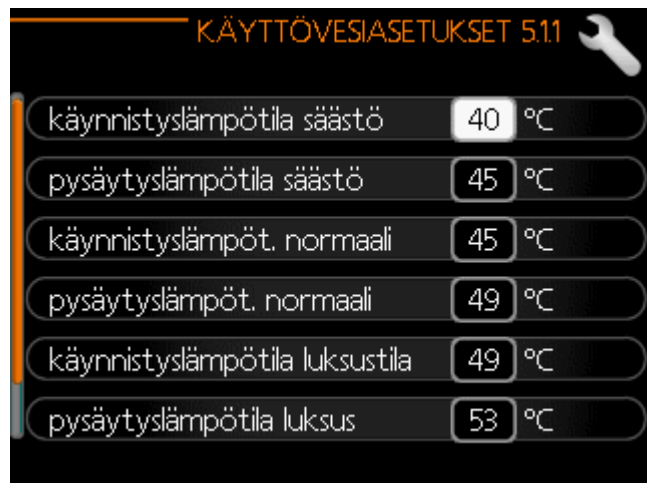 KÄYTTÖVESIASETUKSET 5.1.1
käynnistyslämpötila säästö 40 °C
pysäytyslämpötila säästö 45 °C
käynnistyslämpöt. normaali 45 °C
pysäytyslämpöt. normaali 49 °C
käynnistyslämpötila luksustila 49 °C
pysäytyslämpötila luksus 53 °C